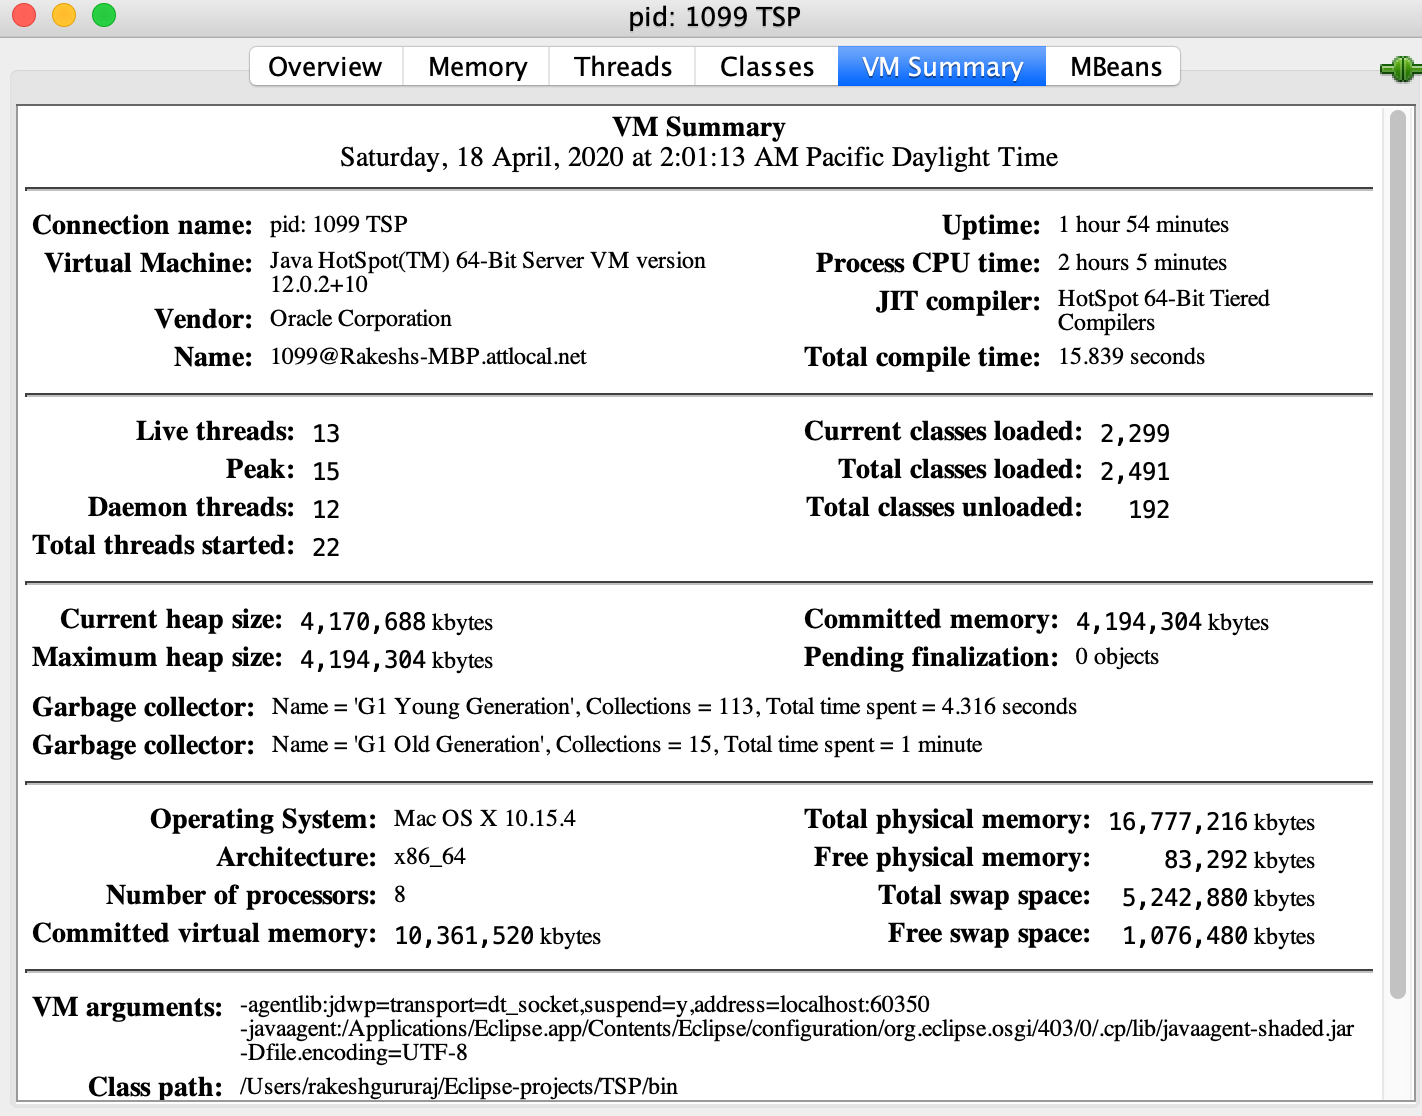 pid: 1099 TSP
Overview Memory Threads Classes VM Summary MBeans
VM Summary
Saturday, 18 April, 2020 at 2:01:13 AM Pacific Daylight Time
Connection name: pid: 1099 TSP
Virtual Machine: Java HotSpot(TM) 64-Bit Server VM version
12.0.2+10
Vendor: Oracle Corporation
Name: 1099@Rakeshs-MBP.attlocal.net
Uptime: 1 hour 54 minutes
Process CPU time: 2 hours 5 minutes
JIT compiler: HotSpot 64-Bit Tiered
Compilers
Total compile time: 15.839 seconds
Live threads: 13
Peak: 15
Daemon threads: 12
Total threads started: 22
Current classes loaded: 2,299
Total classes loaded: 2,491
Total classes unloaded: 192
Current heap size: 4,170,688 kbytes
Maximum heap size: 4,194,304 kbytes
Committed memory: 4,194,304 kbytes
Pending finalization: 0 objects
Garbage collector: Name = 'G1 Young Generation', Collections = 113, Total time spent = 4.316 seconds
Garbage collector: Name = 'G1 Old Generation', Collections = 15, Total time spent = 1 minute
Operating System: Mac OS X 10.15.4
Architecture: x86_64
Number of processors: 8
Committed virtual memory: 10,361,520 kbytes
Total physical memory: 16,777,216 kbytes
Free physical memory: 83,292 kbytes
Total swap space: 5,242,880 kbytes
Free swap space: 1,076,480 kbytes
VM arguments: -agentlib:jdwp=transport=dt_socket,suspend=y,address=localhost:60350
-javaagent:/Applications/Eclipse.app/Contents/Eclipse/configuration/org.eclipse.osgi/403/0/.cp/lib/javaagent-shaded.jar
-Dfile.encoding=UTF-8
Class path: /Users/rakeshgururaj/Eclipse-projects/TSP/bin